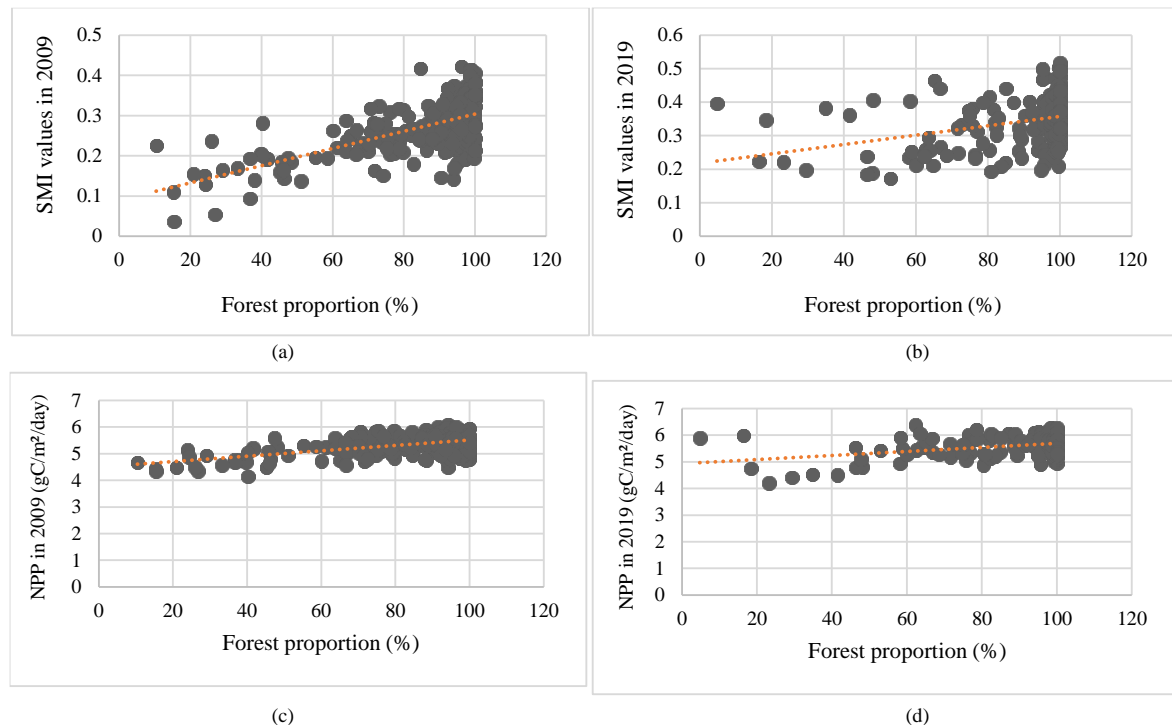 SMI values in 2009
0.5
0.4
0.3
0.2
0.1
0
0 20 40 60 80 100 120
Forest proportion (%)
(a)
SMI values in 2019
0.6
0.5
0.4
0.3
0.2
0.1
0
0 20 40 60 80 100 120
Forest proportion (%)
(b)
NPP in 2009 (gC/m²/day)
7
6
5
4
3
2
1
0
0 20 40 60 80 100 120
Forest proportion (%)
(c)
NPP in 2019 (gC/m²/day)
7
6
5
4
3
2
1
0
0 20 40 60 80 100 120
Forest proportion (%)
(d)